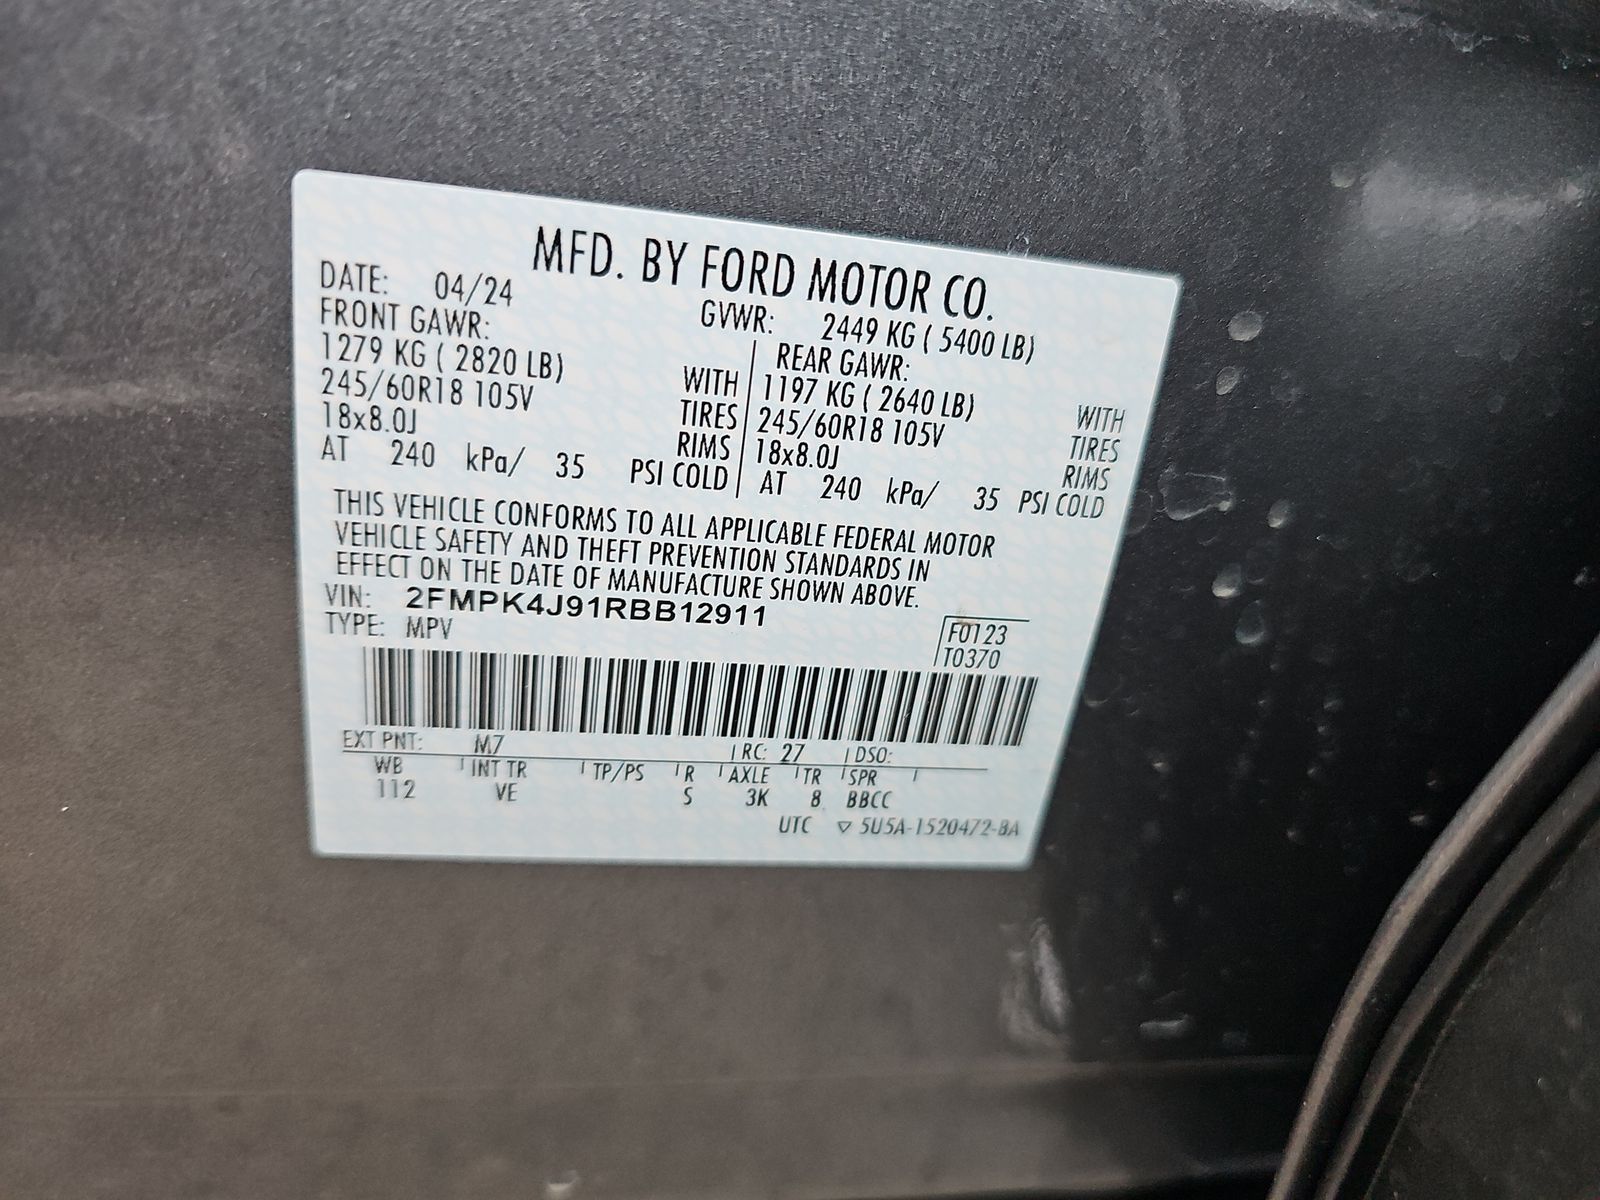 MFD. BY FORD MOTOR CO.
DATE: 04/24 GVWR: 2449 KG ( 5400 LB)
FRONT GAWR: REAR GAWR:
1279 KG ( 2820 LB) WITH 1197 KG ( 2640 LB) WITH
245/60R18 105V TIRES 245/60R18 105V TIRES
18x8.0J RIMS 18x8.0J RIMS
AT 240 kPa/ 35 PSI COLD AT 240 kPa/ 35 PSI COLD
THIS VEHICLE CONFORMS TO ALL APPLICABLE FEDERAL MOTOR
VEHICLE SAFETY AND THEFT PREVENTION STANDARDS IN
EFFECT ON THE DATE OF MANUFACTURE SHOWN ABOVE.
VIN: 2FMPK4J91RBB12911
TYPE: MPV
F0123
T0370
EXT PNT: M7 RC: 27 DSO:
WB INT TR TP/PS R AXLE TR SPR
112 VE S 3K 8 BBCC
UTC ▽ 5U5A-1520472-BA